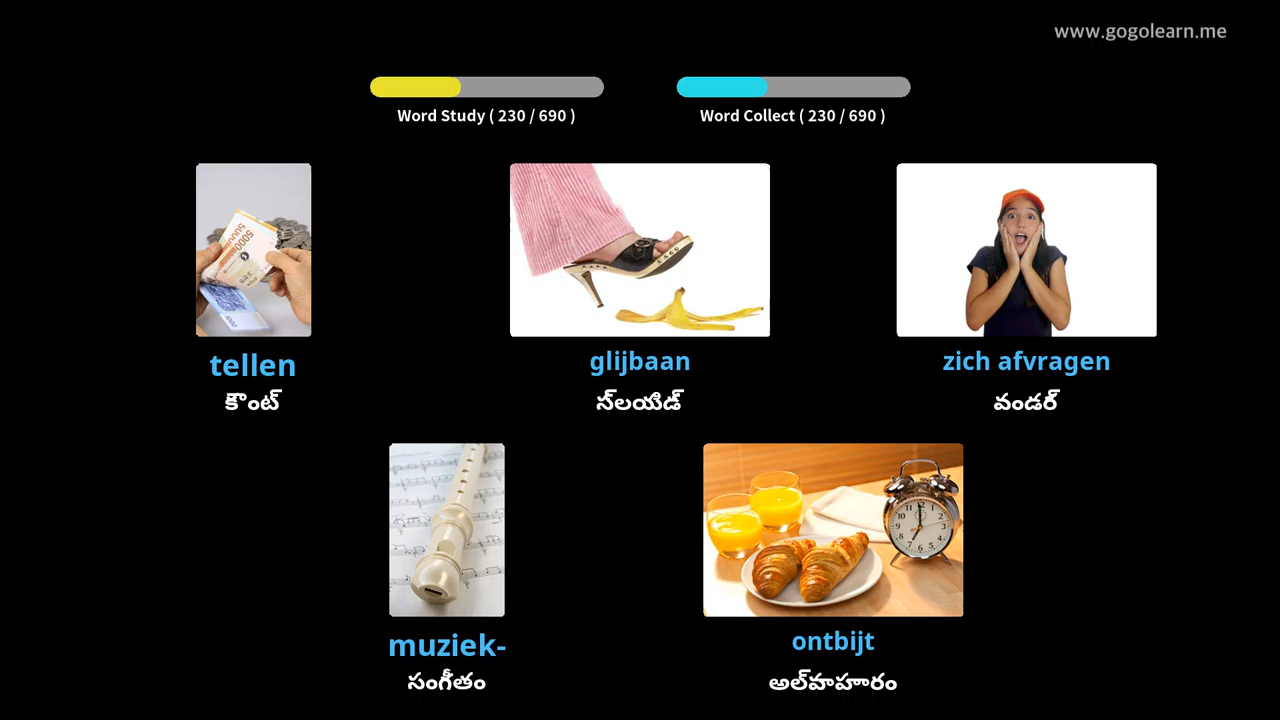 www.gogolearn.me
Word Study ( 230 / 690 )
Word Collect ( 230 / 690 )
tellen
కౌంట్
glijbaan
స్‌లయిడ్
zich afvragen
వండర్
muziek-
సంగీతం
ontbijt
అల్‌వాహారం